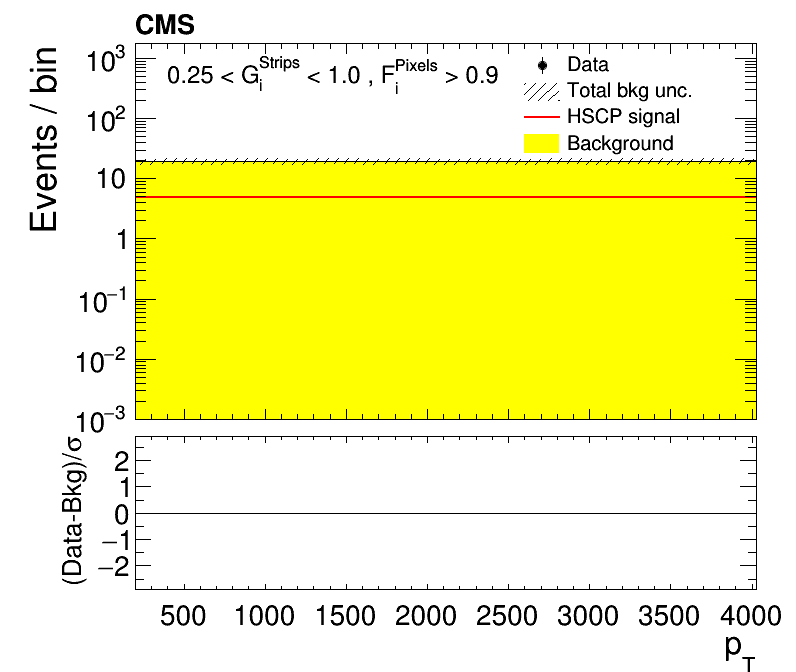 CMS
Events / bin
10³
10²
10
1
10⁻¹
10⁻²
10⁻³
0.25 < Gᵢ^Strips < 1.0 , Fᵢ^Pixels > 0.9
Data
Total bkg unc.
HSCP signal
Background
(Data-Bkg)/σ
2
1
0
−1
−2
500 1000 1500 2000 2500 3000 3500 4000
p_T